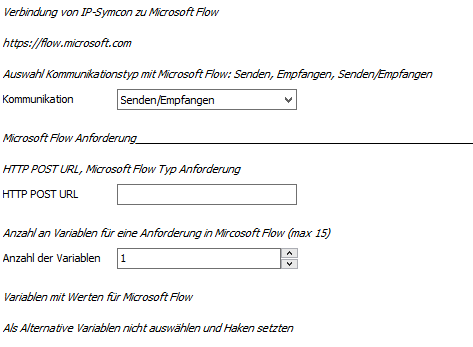 Verbindung von IP-Symcon zu Microsoft Flow
https://flow.microsoft.com
Auswahl Kommunikationstyp mit Microsoft Flow: Senden, Empfangen, Senden/Empfangen
Kommunikation Senden/Empfangen
Microsoft Flow Anforderung
HTTP POST URL, Microsoft Flow Typ Anforderung
HTTP POST URL
Anzahl an Variablen für eine Anforderung in Mircosoft Flow (max 15)
Anzahl der Variablen 1
Variablen mit Werten für Microsoft Flow
Als Alternative Variablen nicht auswählen und Haken setzten